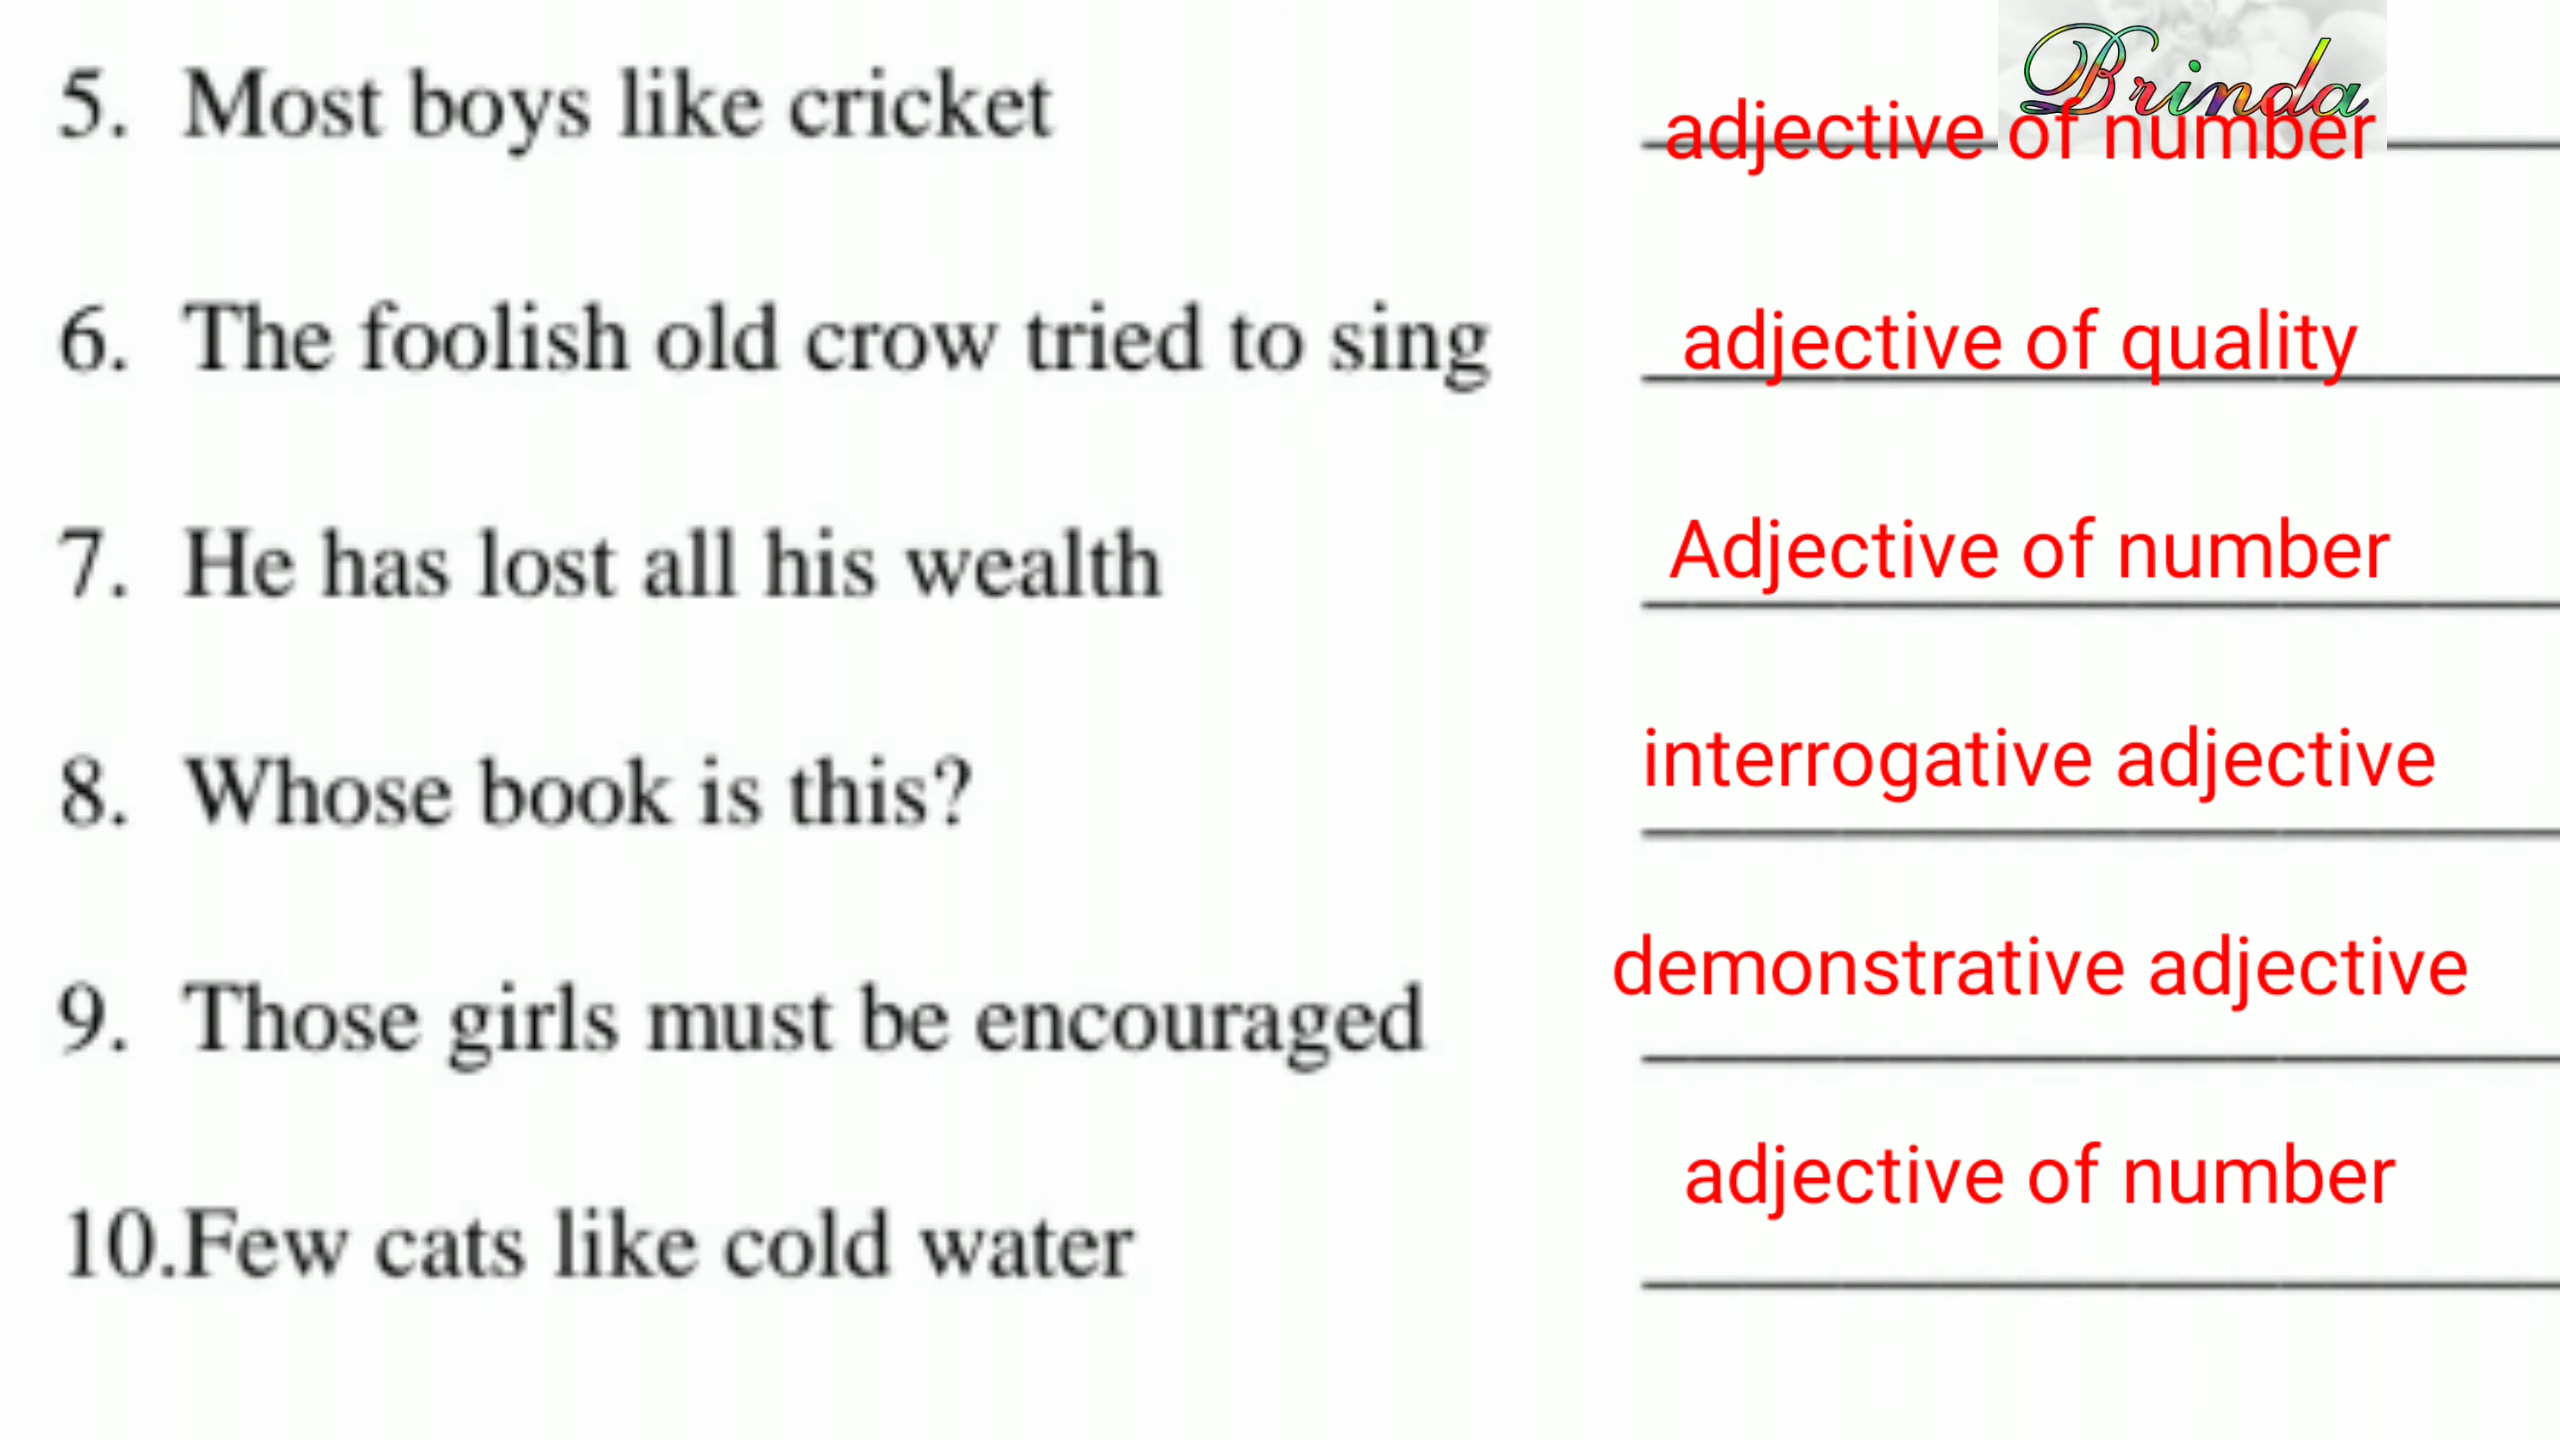 Brinda
5. Most boys like cricket adjective of number
6. The foolish old crow tried to sing adjective of quality
7. He has lost all his wealth Adjective of number
8. Whose book is this? interrogative adjective
9. Those girls must be encouraged demonstrative adjective
10.Few cats like cold water adjective of number